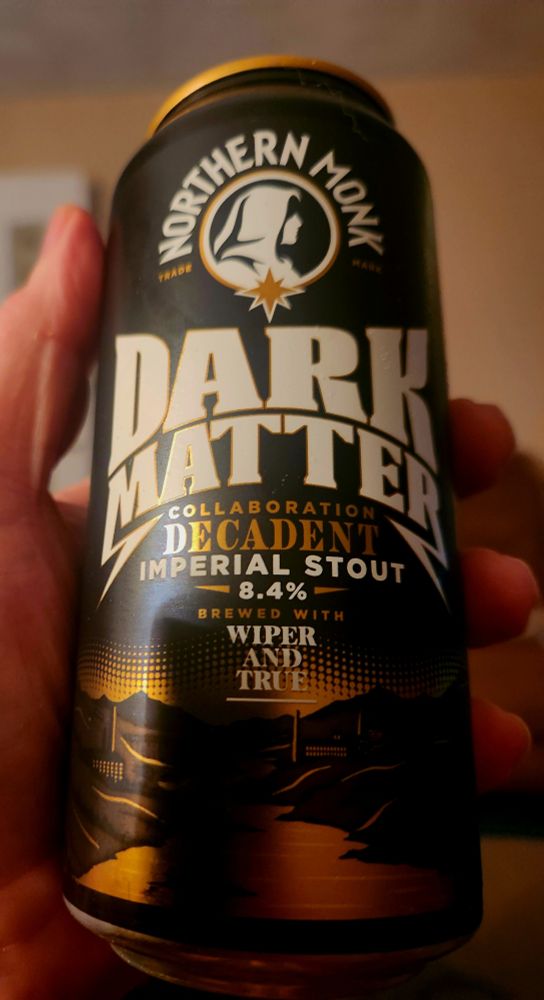 NORTHERN MONK
TRADE MARK
DARK
MATTER
COLLABORATION
DECADENT
IMPERIAL STOUT
8.4%
BREWED WITH
WIPER
AND
TRUE